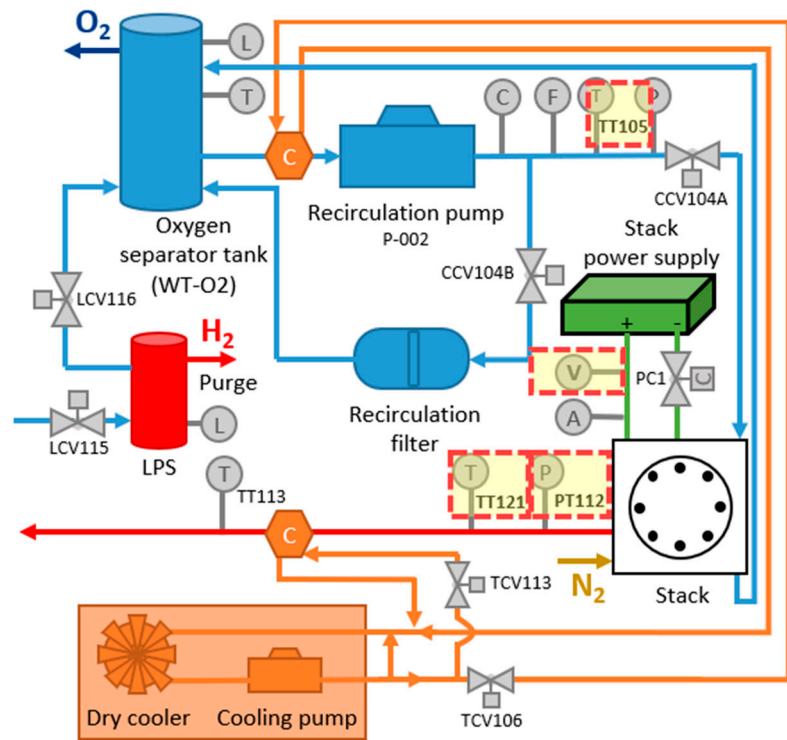 O2
L
T
C
Oxygen
separator tank
(WT-O2)
Recirculation pump
P-002
C
F
T
TT105
P
CCV104A
Stack
power supply
+
-
CCV104B
LCV116
H2
Purge
LCV115
L
LPS
Recirculation
filter
V
A
PC1
C
T
TT113
T
TT121
P
PT112
C
N2
Stack
TCV113
Dry cooler
Cooling pump
TCV106